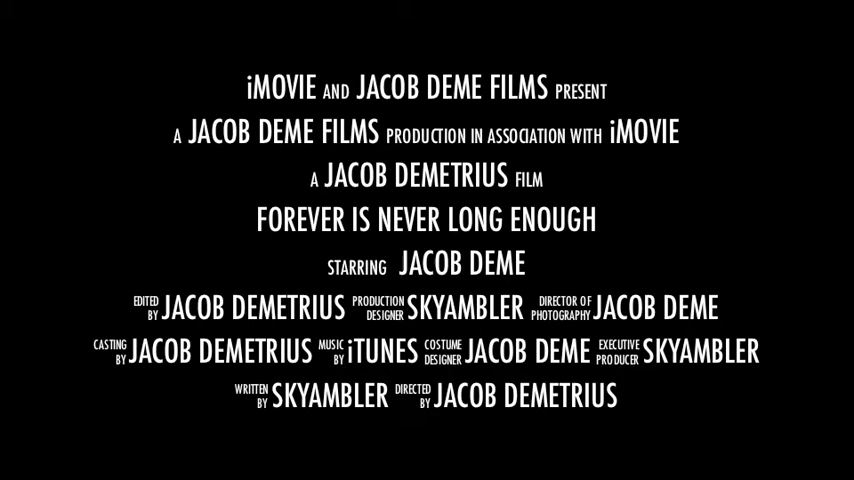 iMOVIE AND JACOB DEME FILMS PRESENT
A JACOB DEME FILMS PRODUCTION IN ASSOCIATION WITH iMOVIE
A JACOB DEMETRIUS FILM
FOREVER IS NEVER LONG ENOUGH
STARRING JACOB DEME
EDITED BY JACOB DEMETRIUS PRODUCTION DESIGNER SKYAMBLER DIRECTOR OF PHOTOGRAPHY JACOB DEME
CASTING BY JACOB DEMETRIUS MUSIC BY iTUNES COSTUME DESIGNER JACOB DEME EXECUTIVE PRODUCER SKYAMBLER
WRITTEN BY SKYAMBLER DIRECTED BY JACOB DEMETRIUS